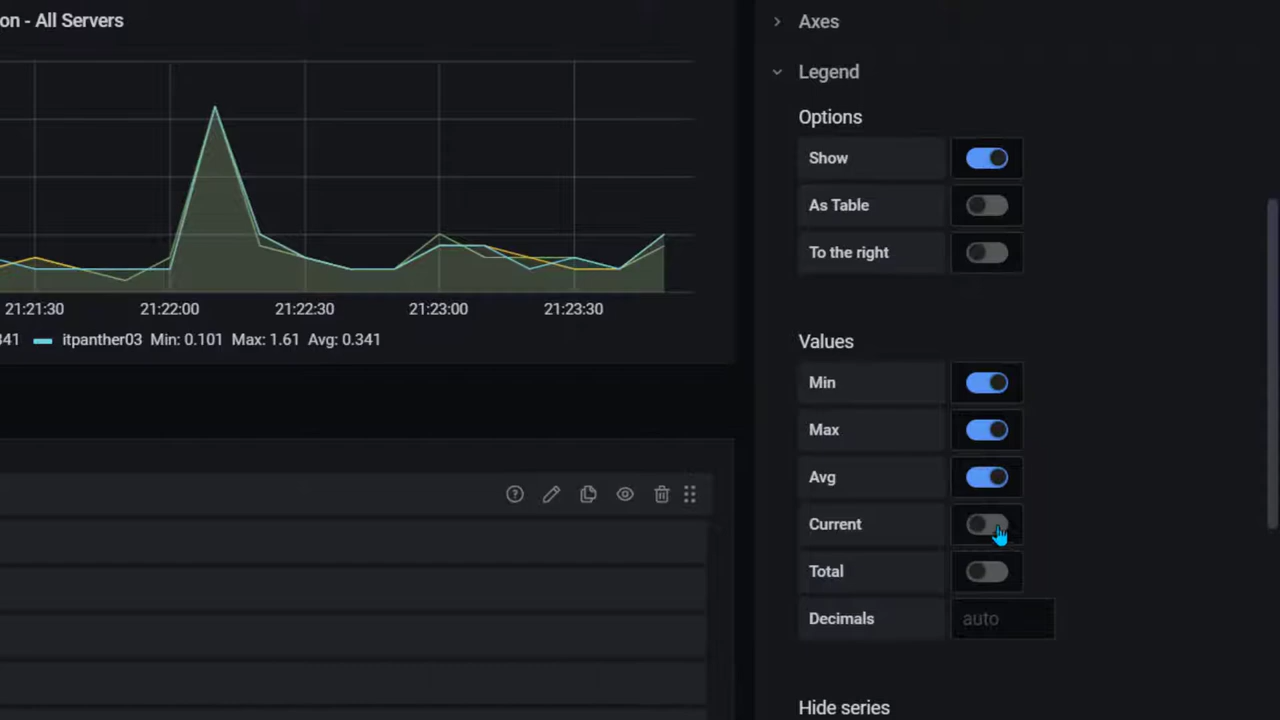 on - All Servers
21:21:30 21:22:00 21:22:30 21:23:00 21:23:30
341 itpanther03 Min: 0.101 Max: 1.61 Avg: 0.341
Axes
Legend
Options
Show
As Table
To the right
Values
Min
Max
Avg
Current
Total
Decimals auto
Hide series